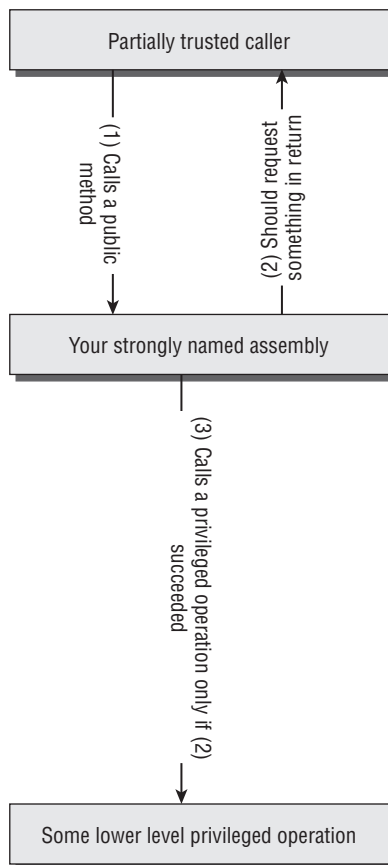 Partially trusted caller
(1) Calls a public
method
(2) Should request
something in return
Your strongly named assembly
(3) Calls a privileged operation only if (2)
succeeded
Some lower level privileged operation